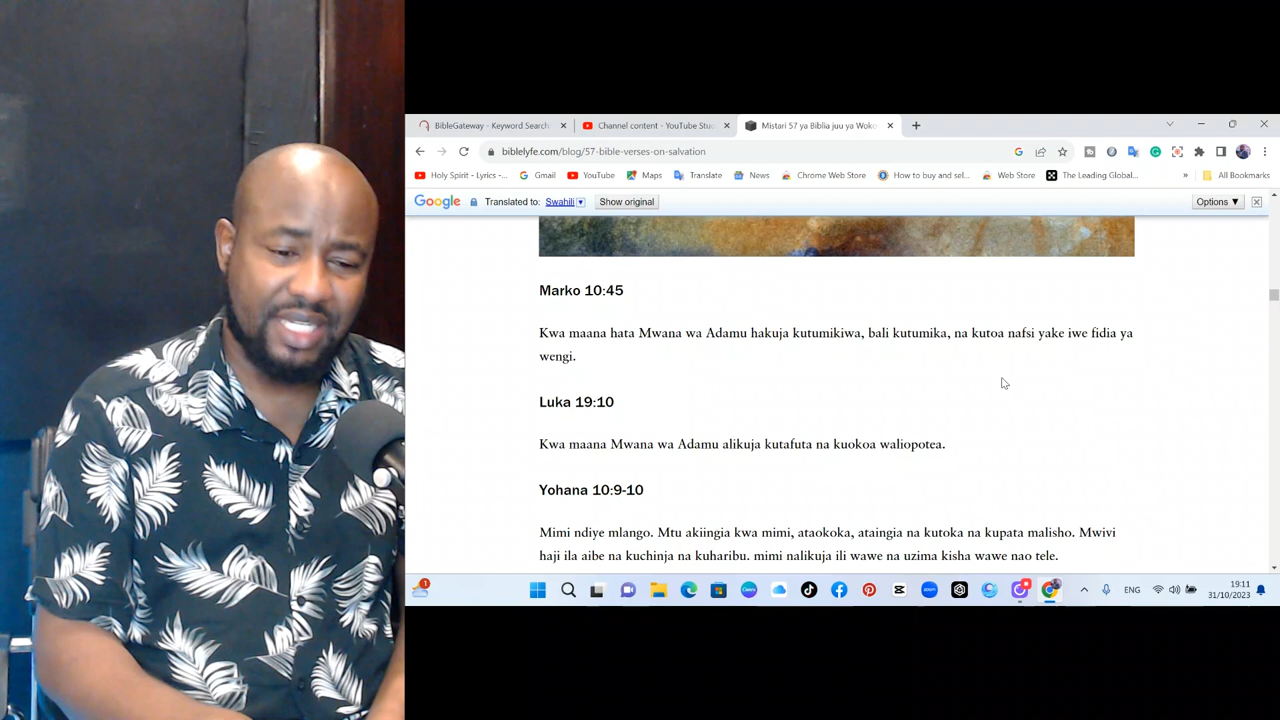 BibleGateway - Keyword Search
Channel content - YouTube Stu
Mistari 57 ya Biblia juu ya Woko
biblelyfe.com/blog/57-bible-verses-on-salvation
Holy Spirit - Lyrics -...
Gmail
YouTube
Maps
Translate
News
Chrome Web Store
How to buy and sel...
Web Store
The Leading Global...
»
All Bookmarks
Google
Translated to: Swahili
Show original
Options ▼
Marko 10:45
Kwa maana hata Mwana wa Adamu hakuja kutumikiwa, bali kutumika, na kutoa nafsi yake iwe fidia ya
wengi.
Luka 19:10
Kwa maana Mwana wa Adamu alikuja kutafuta na kuokoa waliopotea.
Yohana 10:9-10
Mimi ndiye mlango. Mtu akiingia kwa mimi, ataokoka, ataingia na kutoka na kupata malisho. Mwivi
haji ila aibe na kuchinja na kuharibu. mimi nalikuja ili wawe na uzima kisha wawe nao tele.
1
Canva
zoom
ENG
19:11
31/10/2023